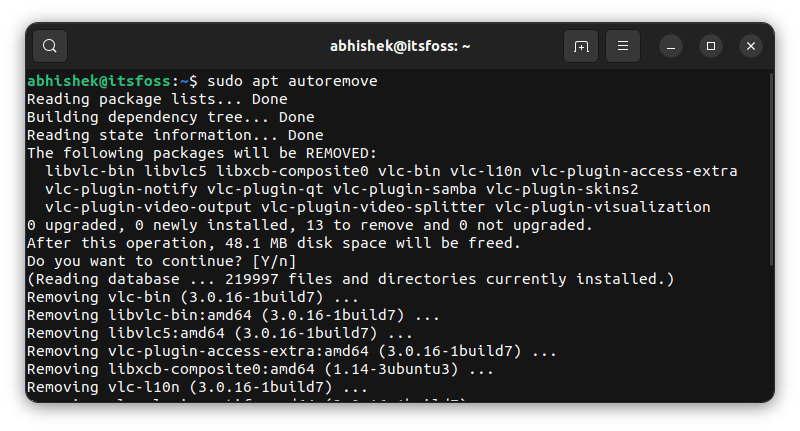 abhishek@itsfoss: ~
abhishek@itsfoss:~$ sudo apt autoremove
Reading package lists... Done
Building dependency tree... Done
Reading state information... Done
The following packages will be REMOVED:
  libvlc-bin libvlc5 libxcb-composite0 vlc-bin vlc-l10n vlc-plugin-access-extra
  vlc-plugin-notify vlc-plugin-qt vlc-plugin-samba vlc-plugin-skins2
  vlc-plugin-video-output vlc-plugin-video-splitter vlc-plugin-visualization
0 upgraded, 0 newly installed, 13 to remove and 0 not upgraded.
After this operation, 48.1 MB disk space will be freed.
Do you want to continue? [Y/n]
(Reading database ... 219997 files and directories currently installed.)
Removing vlc-bin (3.0.16-1build7) ...
Removing libvlc-bin:amd64 (3.0.16-1build7) ...
Removing libvlc5:amd64 (3.0.16-1build7) ...
Removing vlc-plugin-access-extra:amd64 (3.0.16-1build7) ...
Removing libxcb-composite0:amd64 (1.14-3ubuntu3) ...
Removing vlc-l10n (3.0.16-1build7) ...